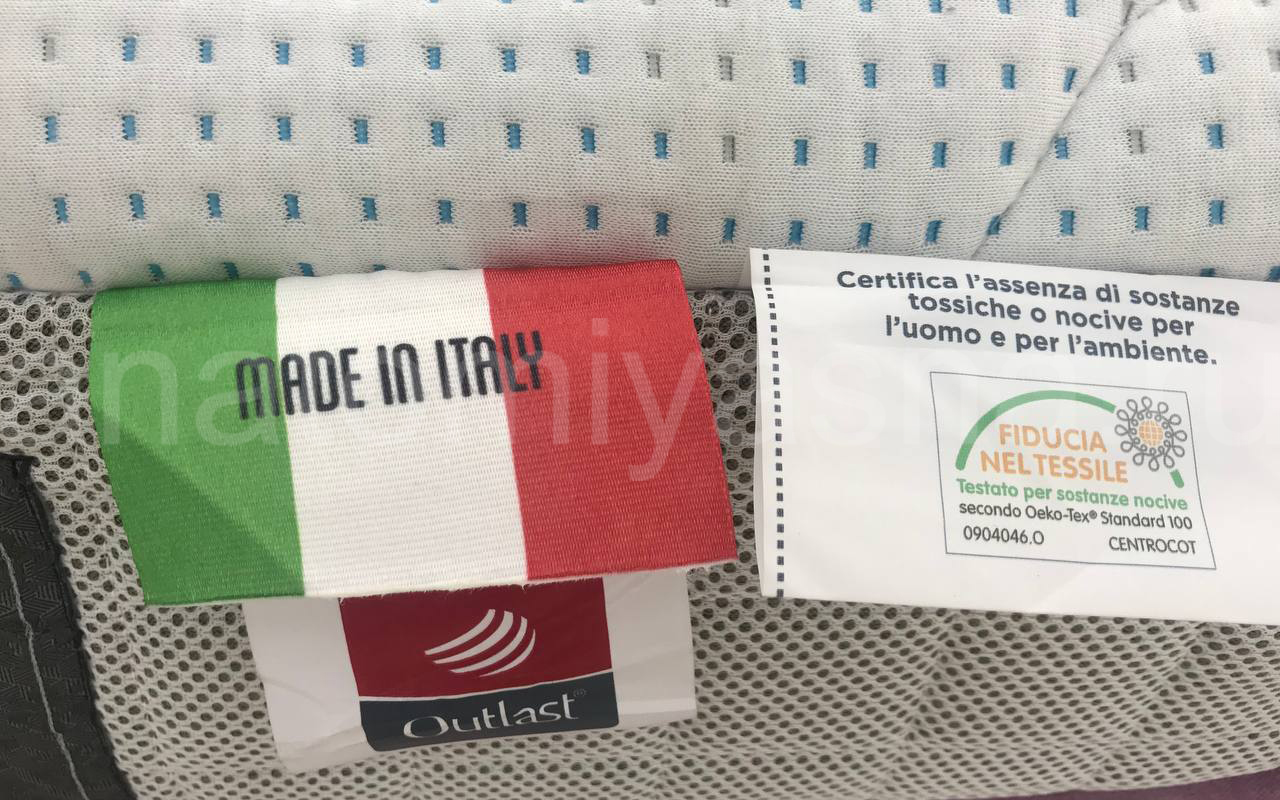 MADE IN ITALY
Outlast®
Certifica l'assenza di sostanze
tossiche o nocive per
l'uomo e per l'ambiente.
FIDUCIA
NEL TESSILE
Testato per sostanze nocive
secondo Oeko-Tex® Standard 100
0904046.O CENTROCOT